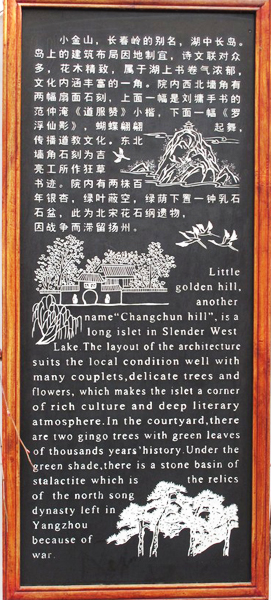 小金山，长春岭的别名，湖中长岛。
岛上的建筑布局因地制宜，诗文联对众
多，花木精致，属于湖上书卷气浓郁，
文化内涵丰富的一角。院内西北墙角有
两幅扇面石刻，上面一幅是刘墉手书的
范仲淹《道服赞》小楷，下面一幅《罗
浮仙影》，蝴蝶翩翩起舞，
传播道教文化。东北
墙角石刻为吉
亮工所作狂草
书迹。院内有两株百
年银杏，绿叶蔽空，绿荫下置一钟乳石
石盆，此为北宋花石纲遗物，
因战争而滞留扬州。
Little
golden hill,
another
name“Changchun hill”, is a
long islet in Slender West
Lake.The layout of the architecture
suits the local condition well with
many couplets,delicate trees and
flowers, which makes the islet a corner
of rich culture and deep literary
atmosphere.In the courtyard,there
are two gingo trees with green leaves
of thousands years'history.Under the
green shade,there is a stone basin of
stalactite which is the relics
of the north song
dynasty left in
Yangzhou
because of
war.